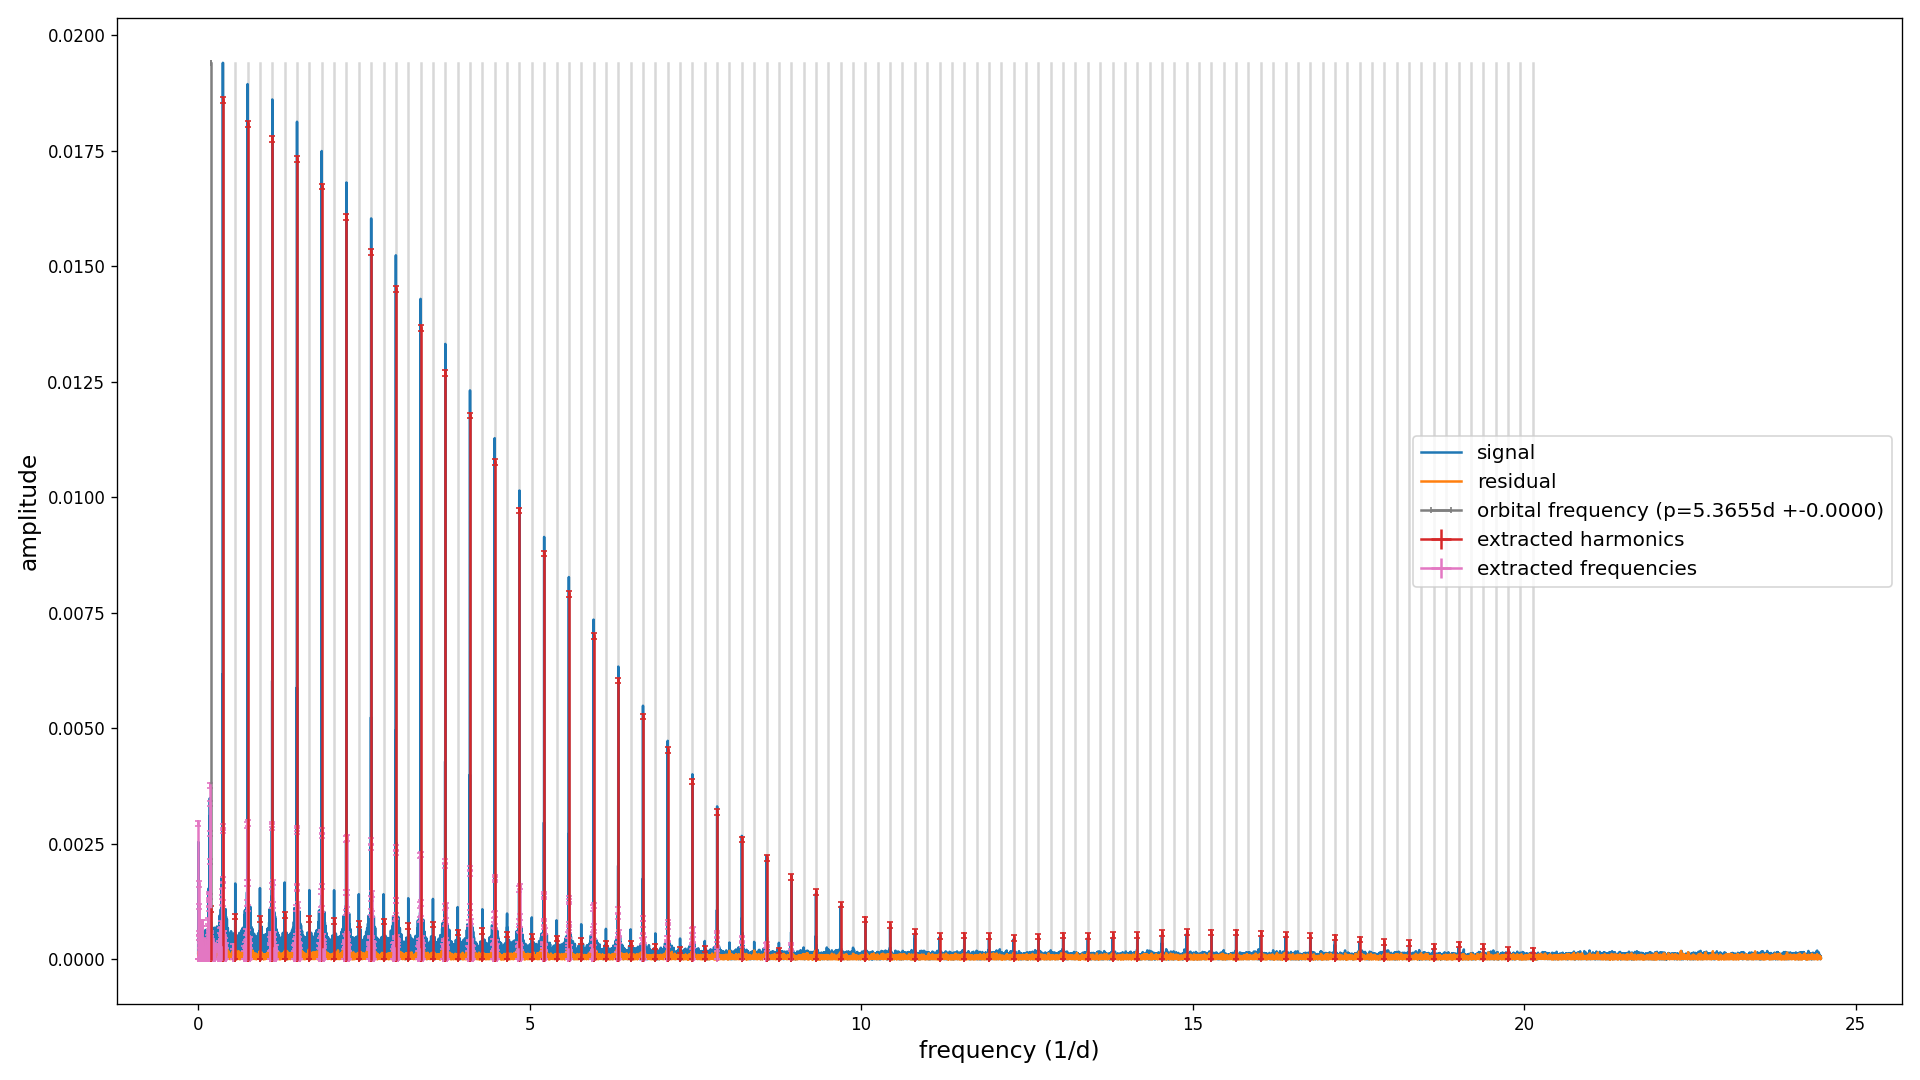 0.0200
0.0175
0.0150
0.0125
0.0100
0.0075
0.0050
0.0025
0.0000
amplitude
signal
residual
orbital frequency (p=5.3655d +-0.0000)
extracted harmonics
extracted frequencies
0 5 10 15 20 25
frequency (1/d)